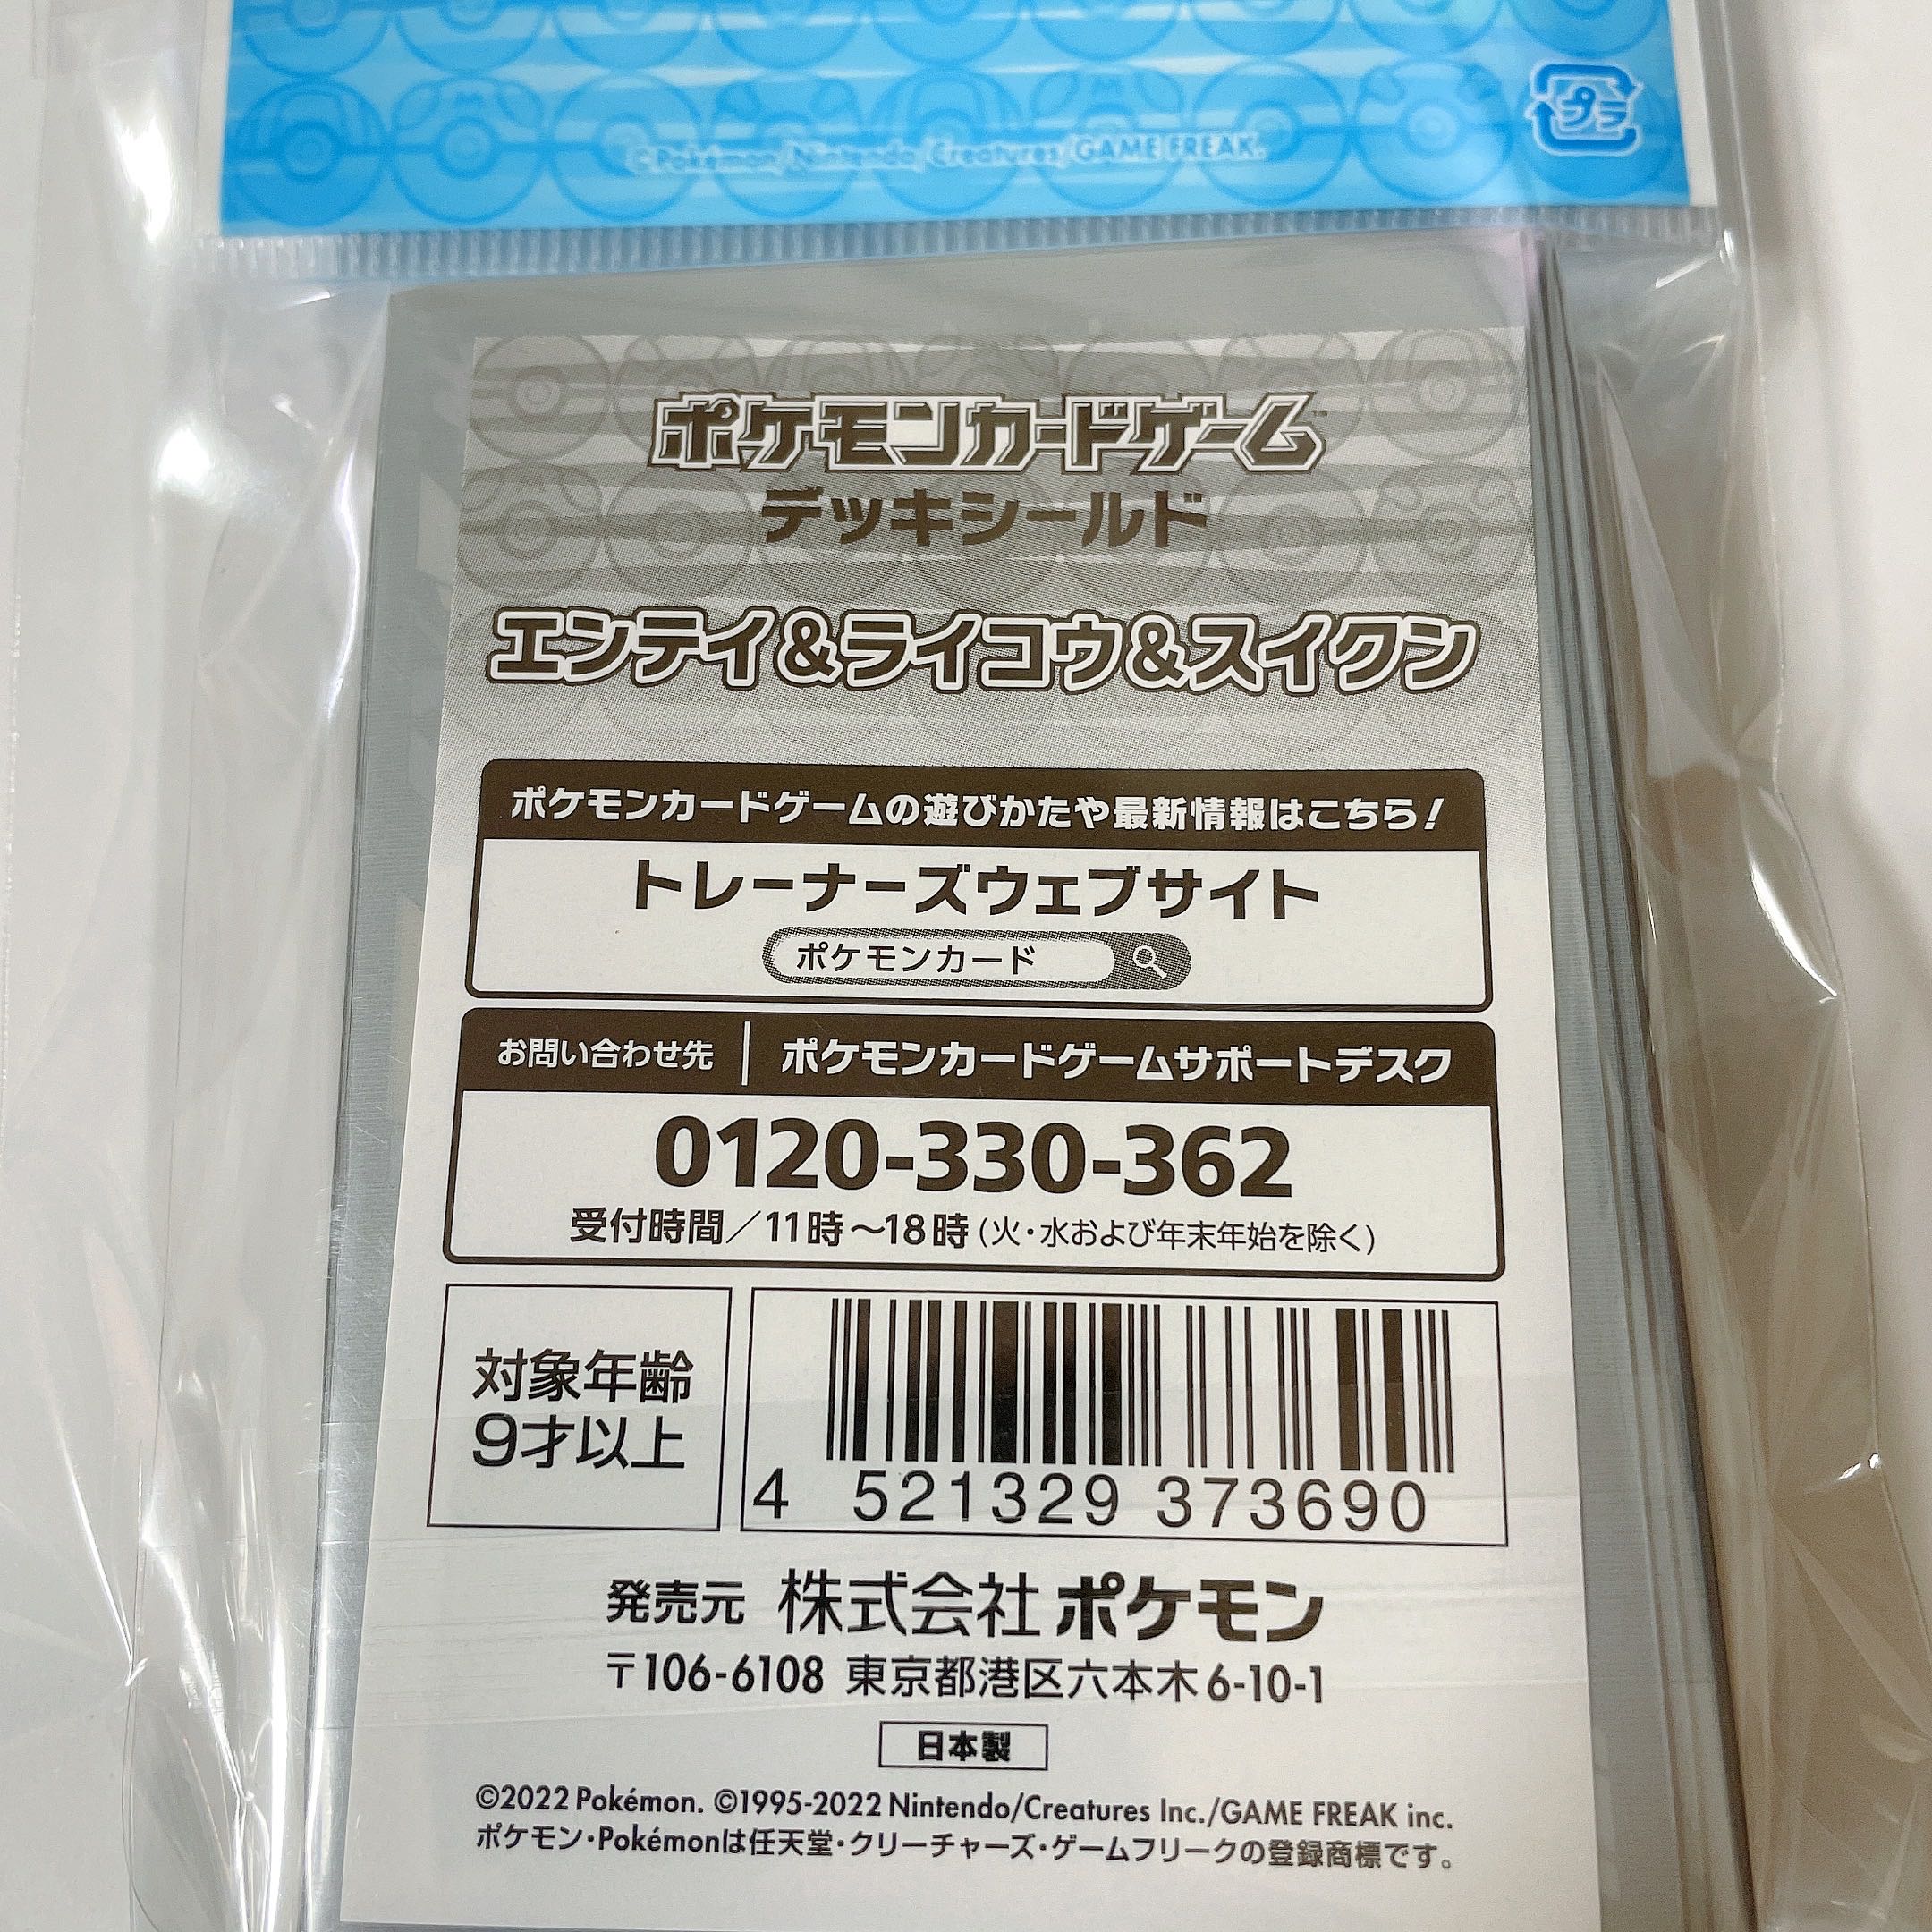 プラ
©Pokémon/Nintendo/Creatures/GAME FREAK.
ポケモンカードゲーム™
デッキシールド
エンテイ&ライコウ&スイクン
ポケモンカードゲームの遊びかたや最新情報はこちら!
トレーナーズウェブサイト
ポケモンカード
お問い合わせ先 ポケモンカードゲームサポートデスク
0120-330-362
受付時間/11時~18時(火・水および年末年始を除く)
対象年齢
9才以上
4 521329 373690
発売元 株式会社ポケモン
〒106-6108 東京都港区六本木6-10-1
日本製
©2022 Pokémon. ©1995-2022 Nintendo/Creatures Inc./GAME FREAK inc.
ポケモン・Pokémonは任天堂・クリーチャーズ・ゲームフリークの登録商標です。